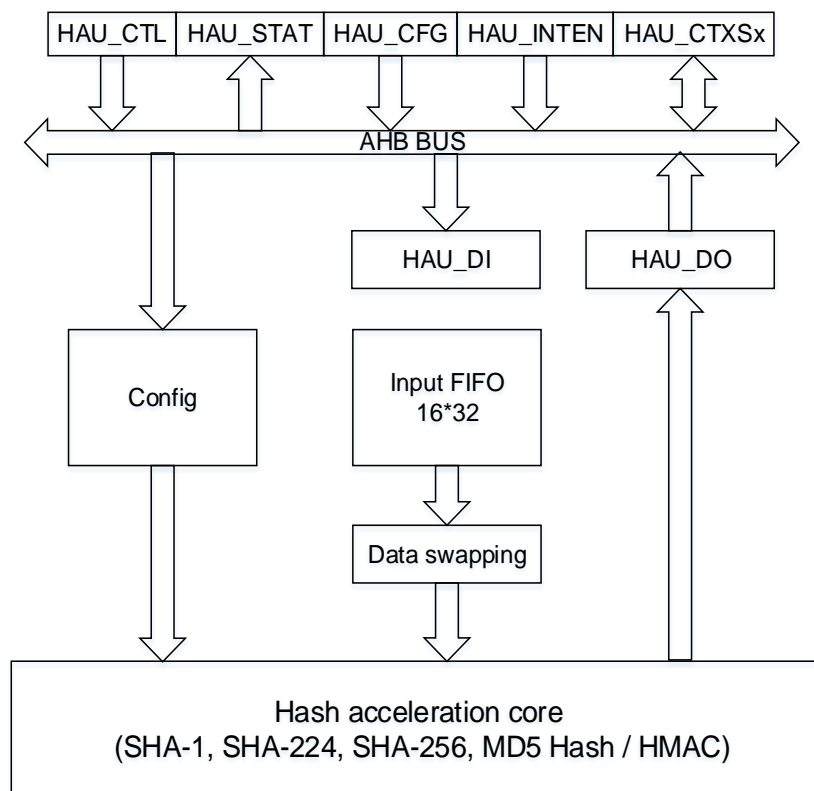 HAU_CTL HAU_STAT HAU_CFG HAU_INTEN HAU_CTXSx
AHB BUS
HAU_DI HAU_DO
Config
Input FIFO
16*32
Data swapping
Hash acceleration core
(SHA-1, SHA-224, SHA-256, MD5 Hash / HMAC)